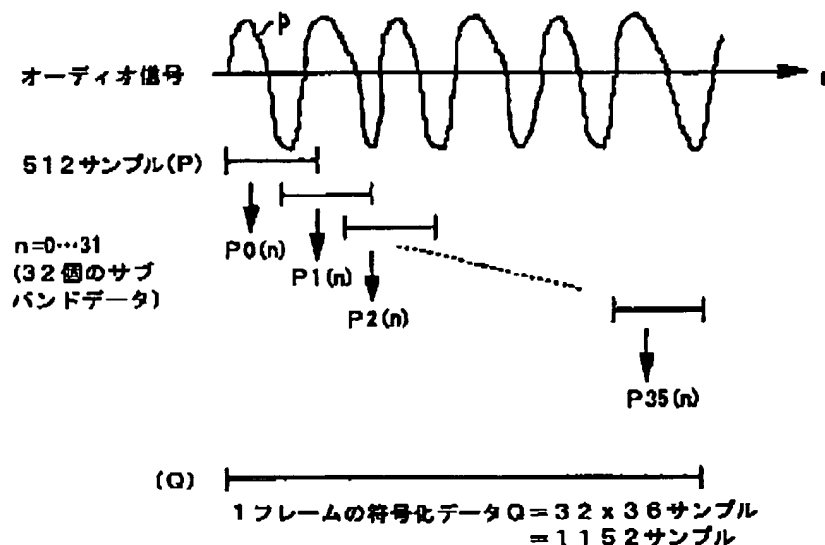 p
オーディオ信号
512サンプル(P)
n=0…31
(32個のサブ
バンドデータ)
P0(n)
P1(n)
P2(n)
P35(n)
(Q)
1フレームの符号化データQ=32x36サンプル
=1152サンプル